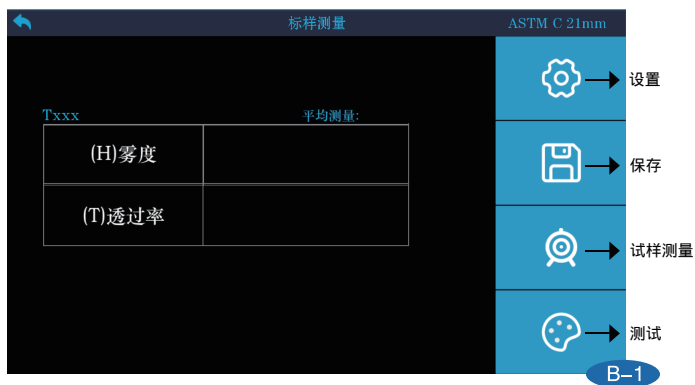 标样测量
ASTM C 21mm
Txxx
平均测量:
(H)雾度
(T)透过率
设置
保存
试样测量
测试
B-1